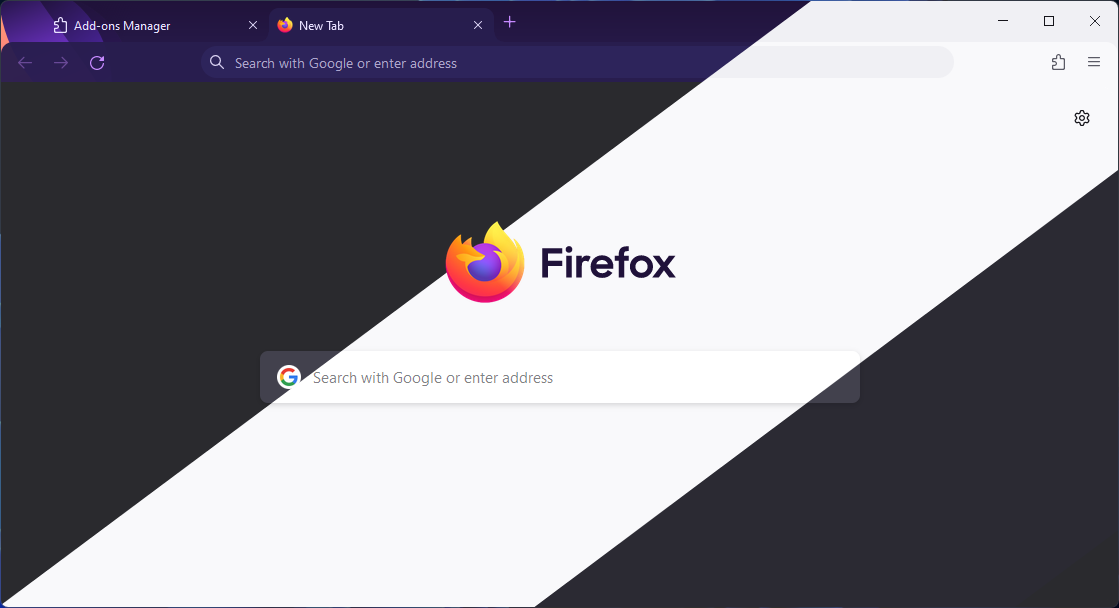 Add-ons Manager
New Tab
Search with Google or enter address
Firefox
Search with Google or enter address